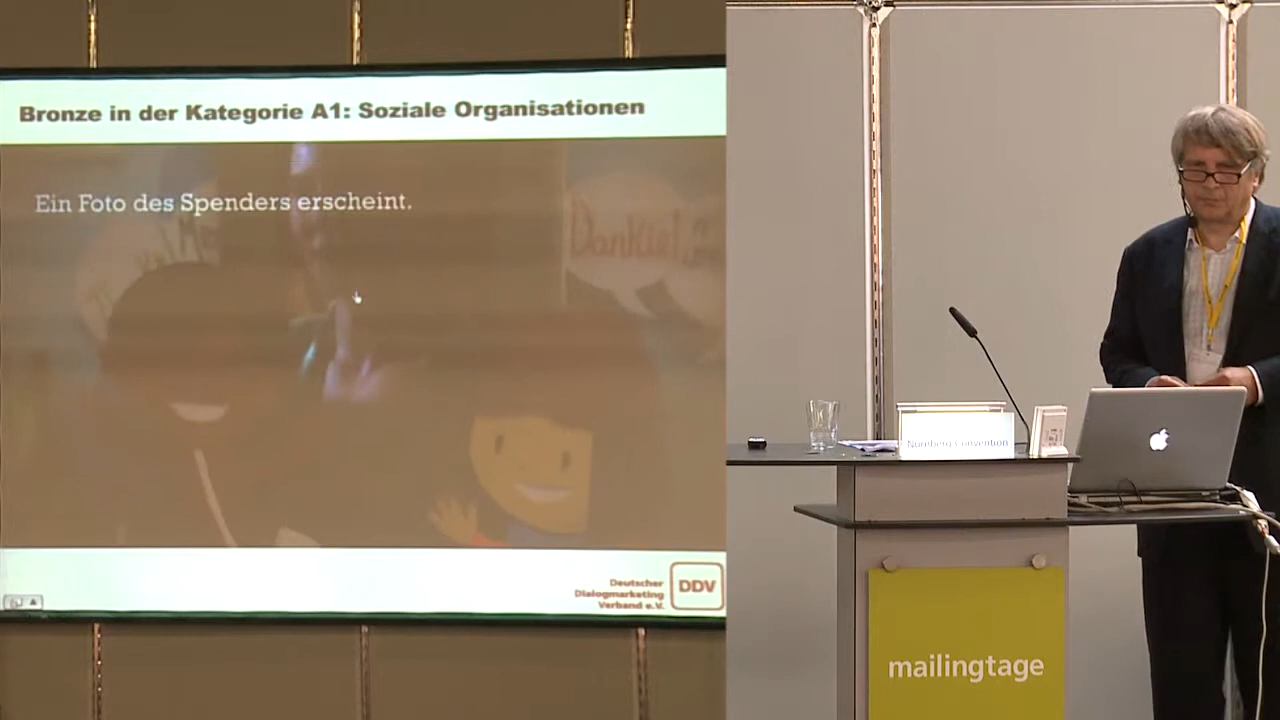 Bronze in der Kategorie A1: Soziale Organisationen
Ein Foto des Spenders erscheint.
Danke!
Deutscher
Dialogmarketing
Verband e.V.
DDV
Nürnberg Convention
mailingtage